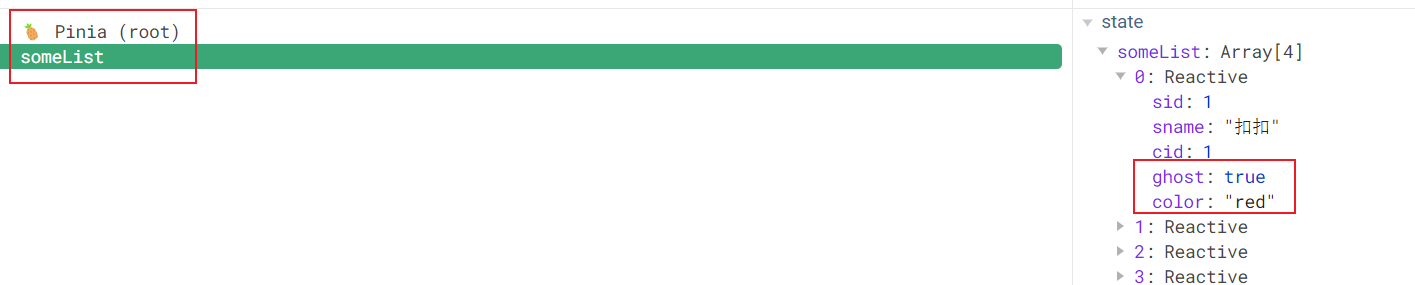 🍍 Pinia (root)
someList
state
someList: Array[4]
0: Reactive
sid: 1
sname: "扣扣"
cid: 1
ghost: true
color: "red"
1: Reactive
2: Reactive
3: Reactive